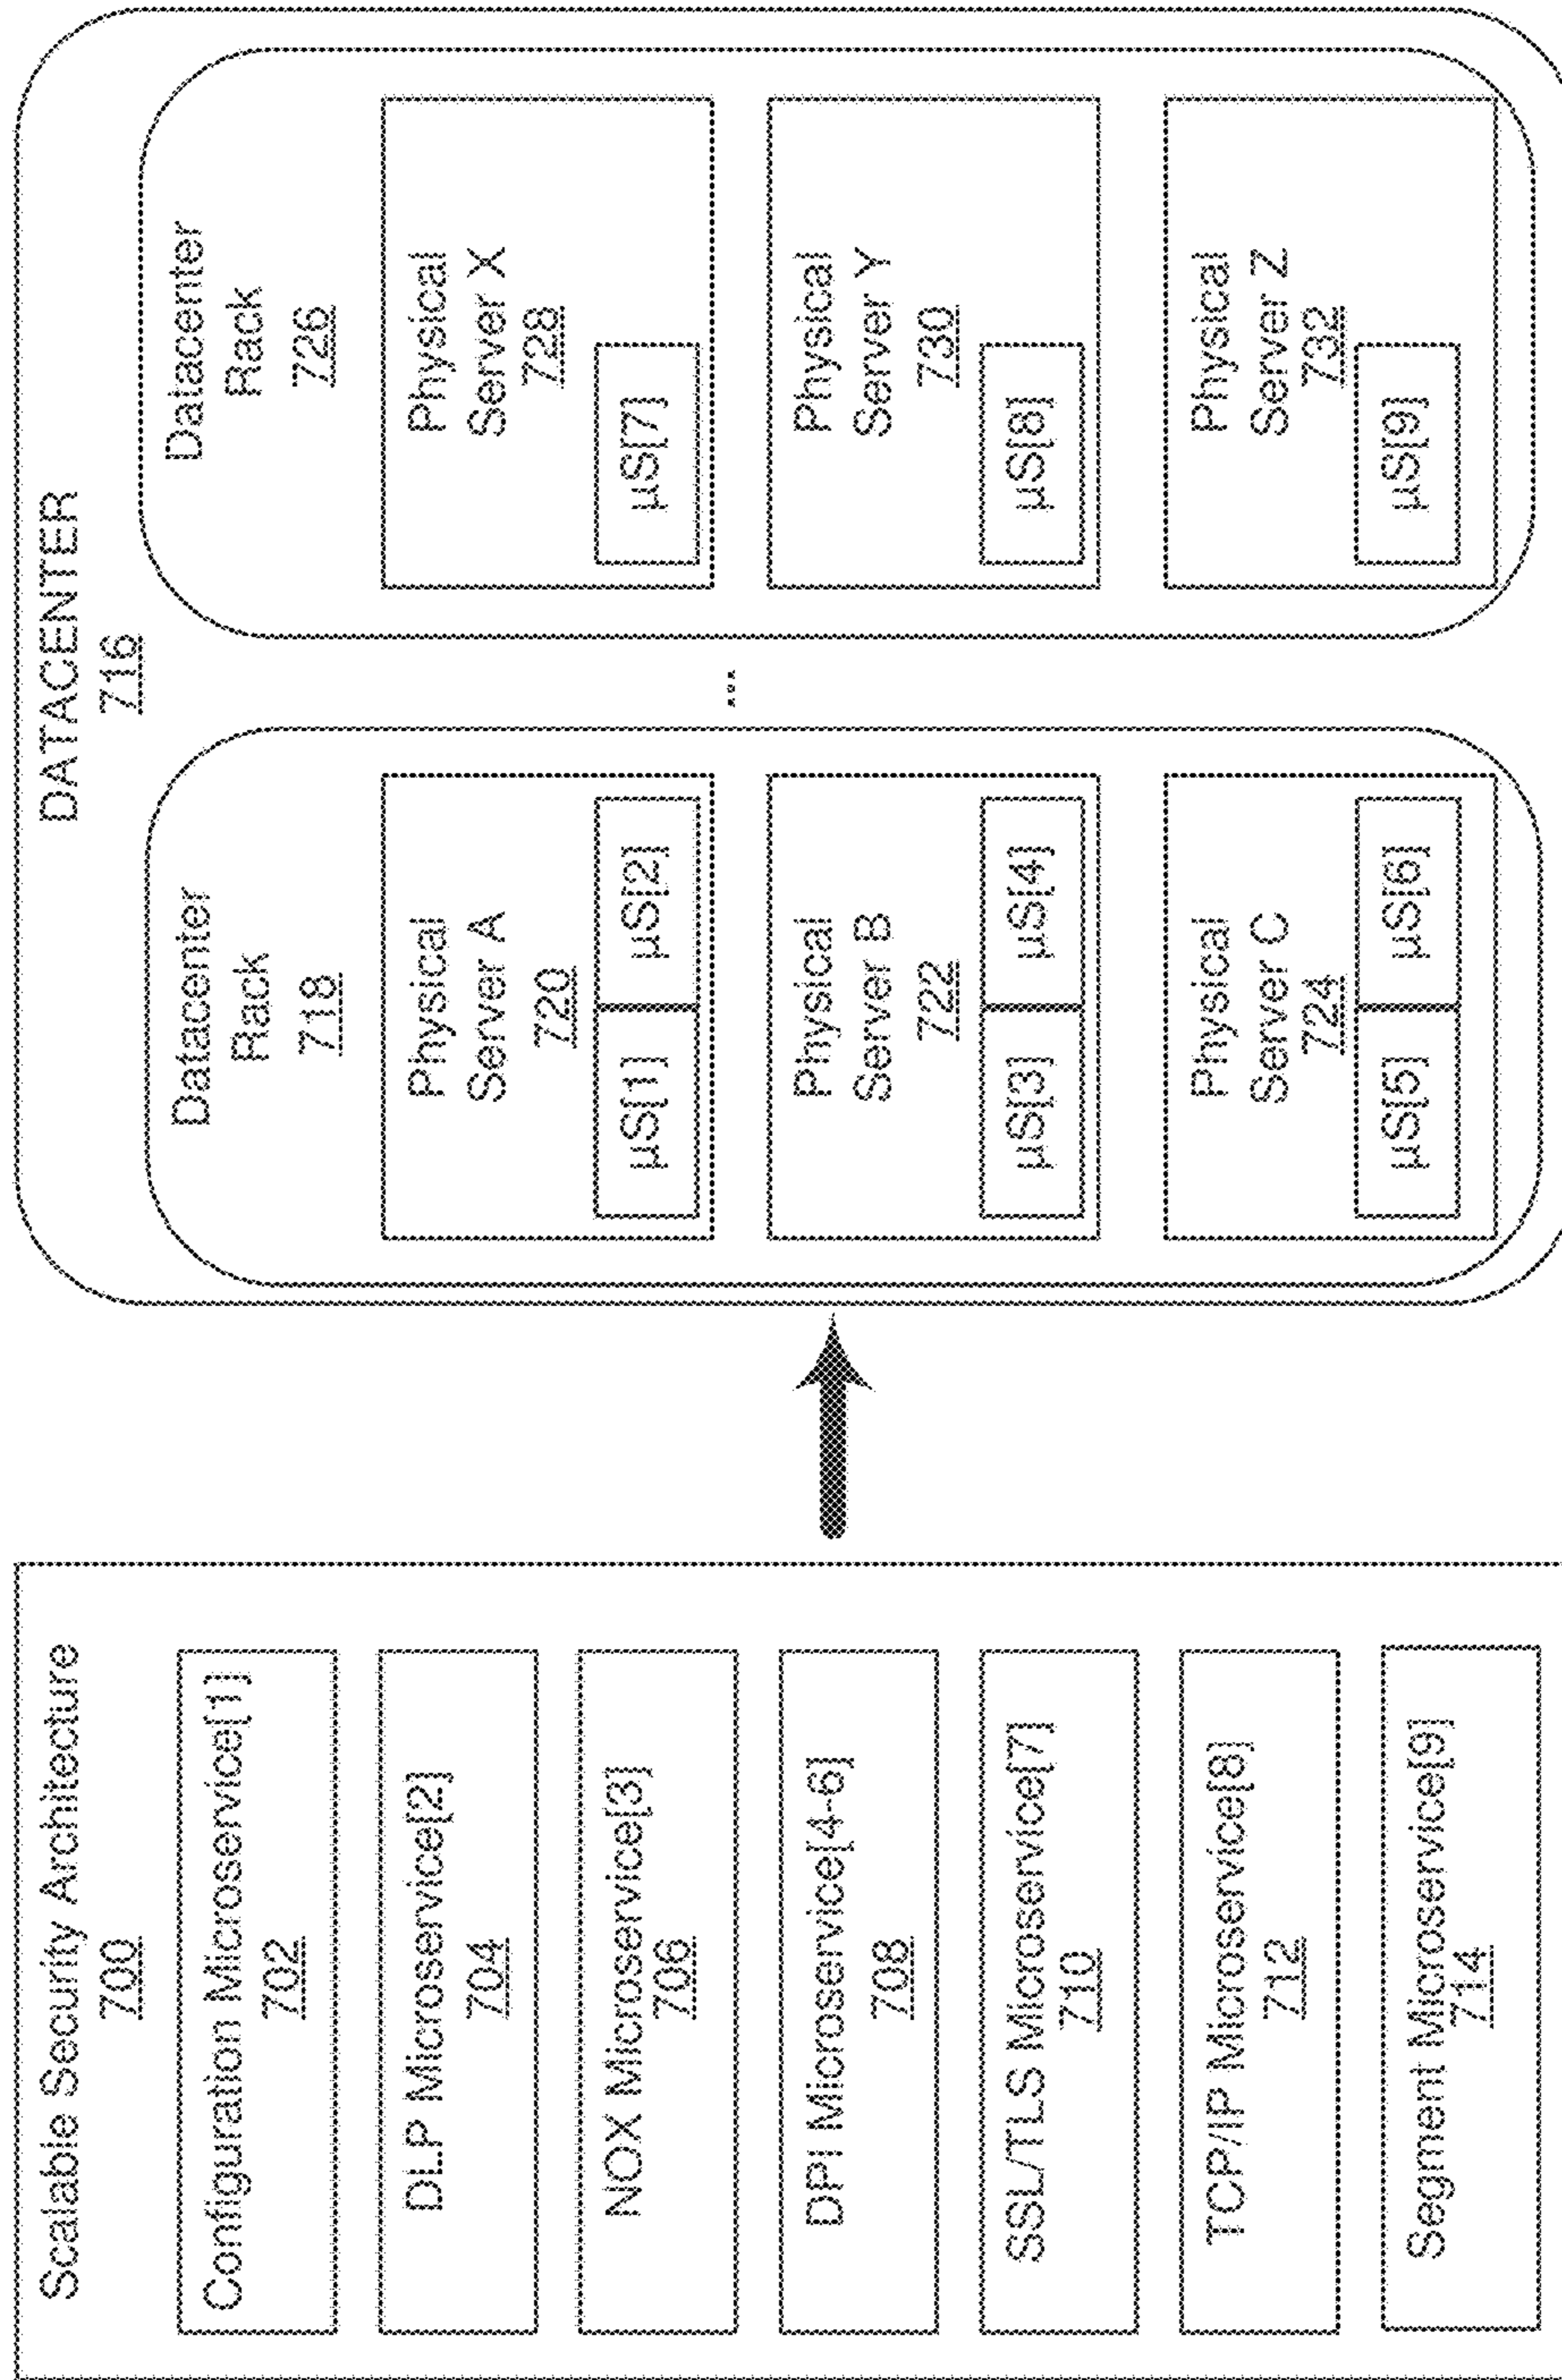 Scalable Security Architecture
700
Configuration Microservice[1]
702
DLP Microservice[2]
704
NOX Microservice[3]
706
DPI Microservice[4-6]
708
SSL/TLS Microservice[7]
710
TCP/IP Microservice[8]
712
Segment Microservice[9]
714
DATACENTER
716
Datacenter
Rack
718
Physical
Server A
720
µS[1] µS[2]
Physical
Server B
722
µS[3] µS[4]
Physical
Server C
724
µS[5] µS[6]
...
Datacenter
Rack
726
Physical
Server X
728
µS[7]
Physical
Server Y
730
µS[8]
Physical
Server Z
732
µS[9]